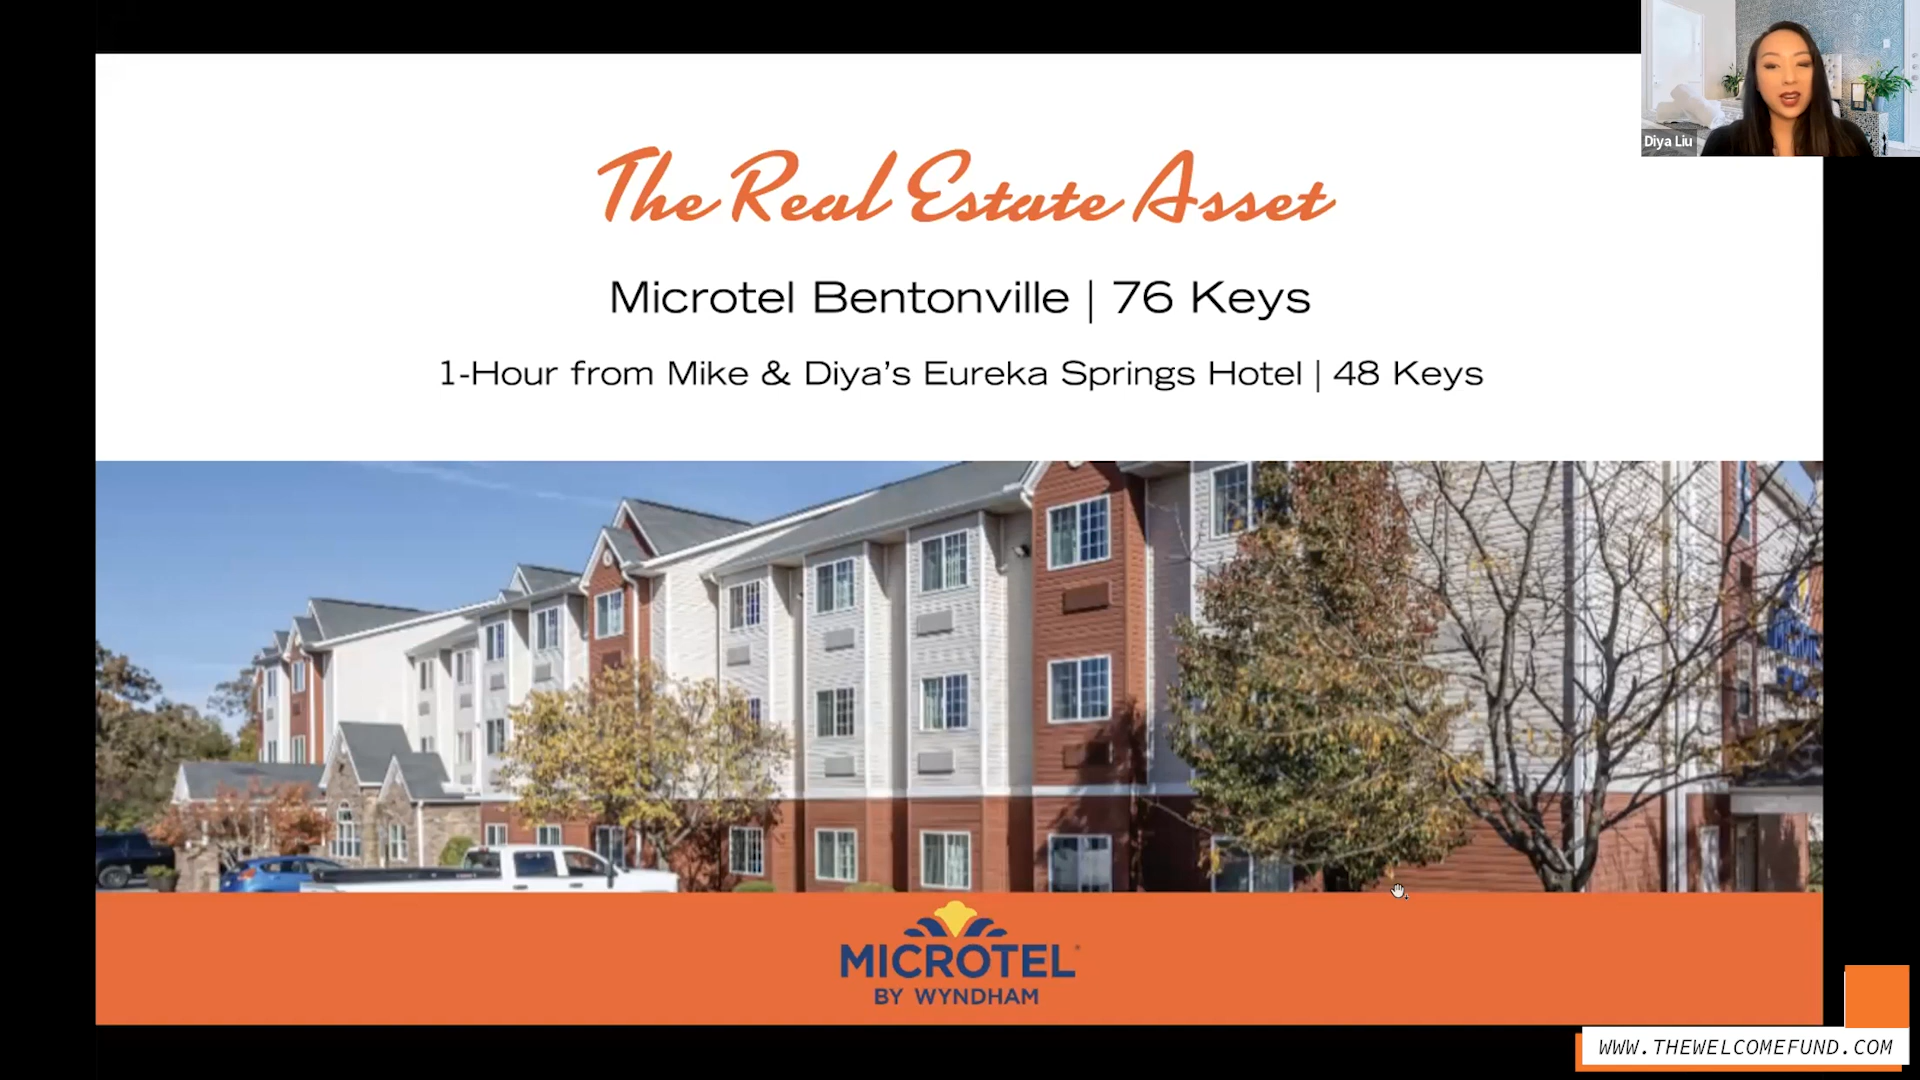 Diya Liu
The Real Estate Asset
Microtel Bentonville | 76 Keys
1-Hour from Mike & Diya's Eureka Springs Hotel | 48 Keys
MICROTEL
BY WYNDHAM
WWW.THEWELCOMEFUND.COM